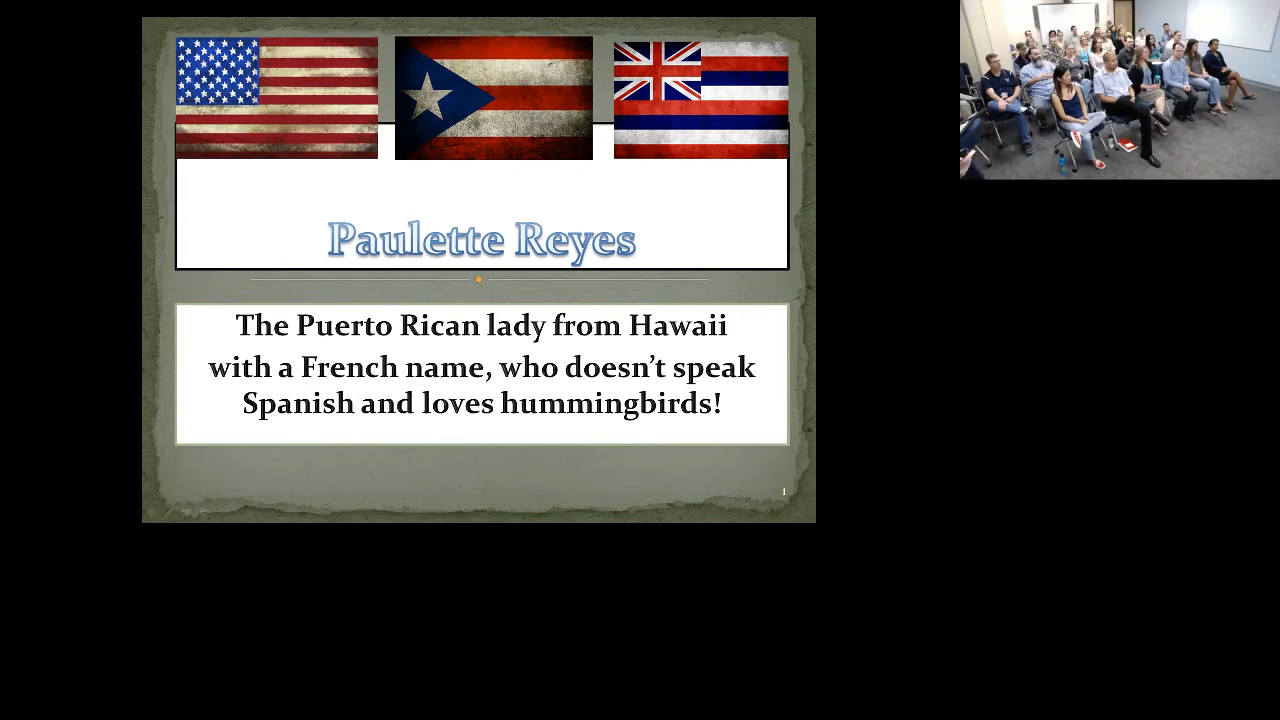 Paulette Reyes
The Puerto Rican lady from Hawaii
with a French name, who doesn’t speak
Spanish and loves hummingbirds!
1